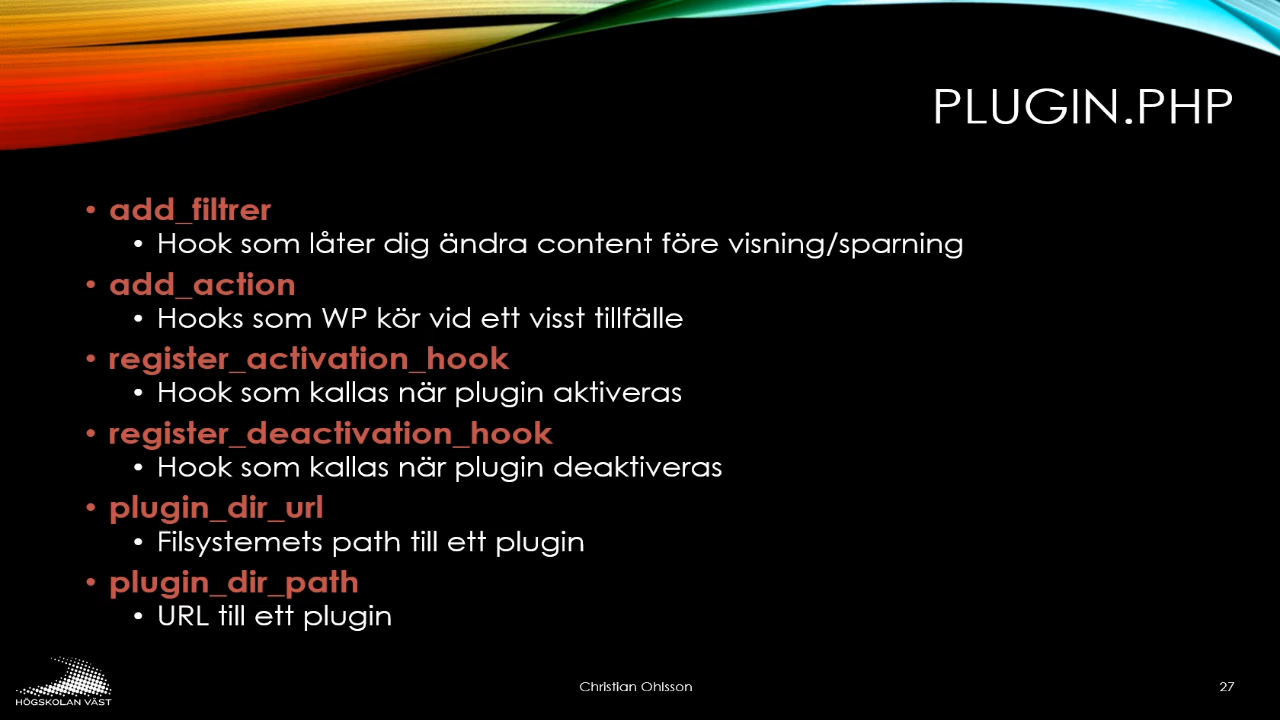 PLUGIN.PHP
• add_filtrer
• Hook som låter dig ändra content före visning/sparning
• add_action
• Hooks som WP kör vid ett visst tillfälle
• register_activation_hook
• Hook som kallas när plugin aktiveras
• register_deactivation_hook
• Hook som kallas när plugin deaktiveras
• plugin_dir_url
• Filsystemets path till ett plugin
• plugin_dir_path
• URL till ett plugin
HÖGSKOLAN VÄST
Christian Ohlsson
27